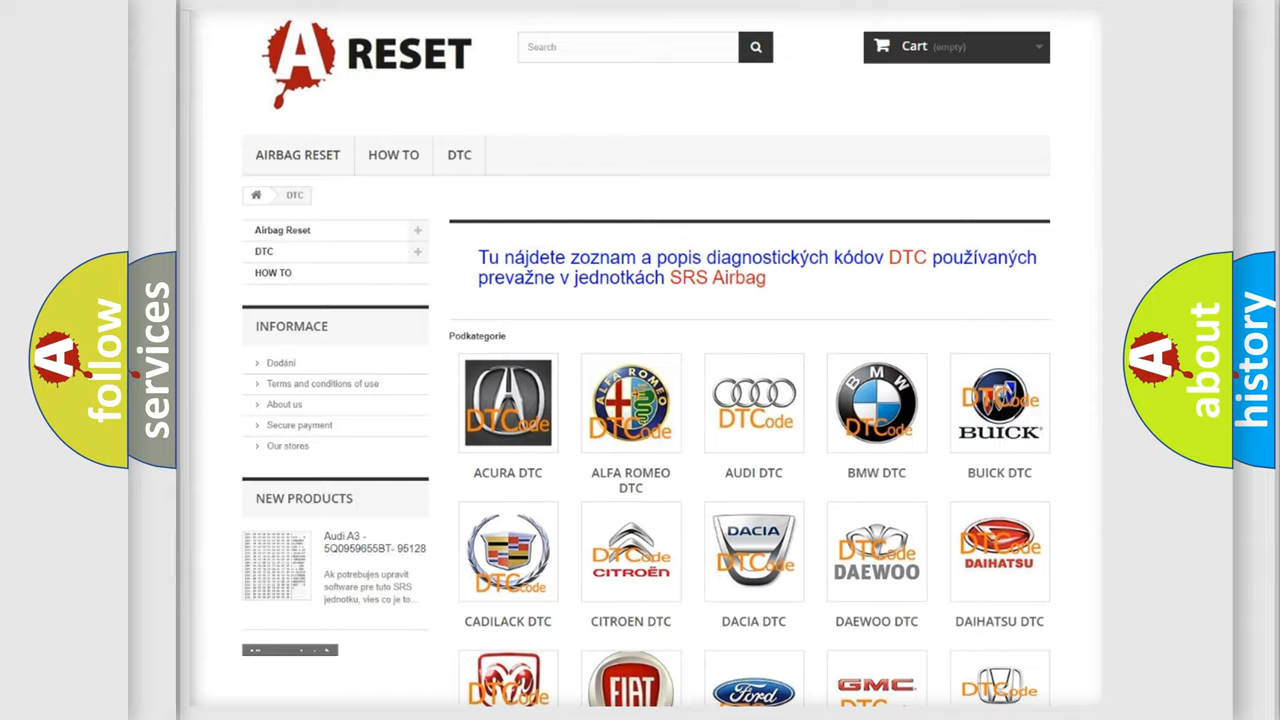 A RESET
Search
Cart (empty)
AIRBAG RESET
HOW TO
DTC
DTC
Airbag Reset
DTC
HOW TO
INFORMACE
Dodání
Terms and conditions of use
About us
Secure payment
Our stores
NEW PRODUCTS
Audi A3 -
5Q0959655BT- 95128
Ak potrebujes upravit
software pre tuto SRS
jednotku, vies co je to...
Tu nájdete zoznam a popis diagnostických kódov DTC používaných
prevažne v jednotkách SRS Airbag
Podkategorie
DTCode
ALFA ROMEO
DTCode
DTCode
BMW
DTCode
DTCode
BUICK
ACURA DTC
ALFA ROMEO
DTC
AUDI DTC
BMW DTC
BUICK DTC
DTCode
DTCode
CITROËN
DACIA
DTCode
DTCode
DAEWOO
DTCode
DAIHATSU
CADILACK DTC
CITROEN DTC
DACIA DTC
DAEWOO DTC
DAIHATSU DTC
DTCode
FIAT
Ford
GMC
DTCode
A follow
services
A about
history